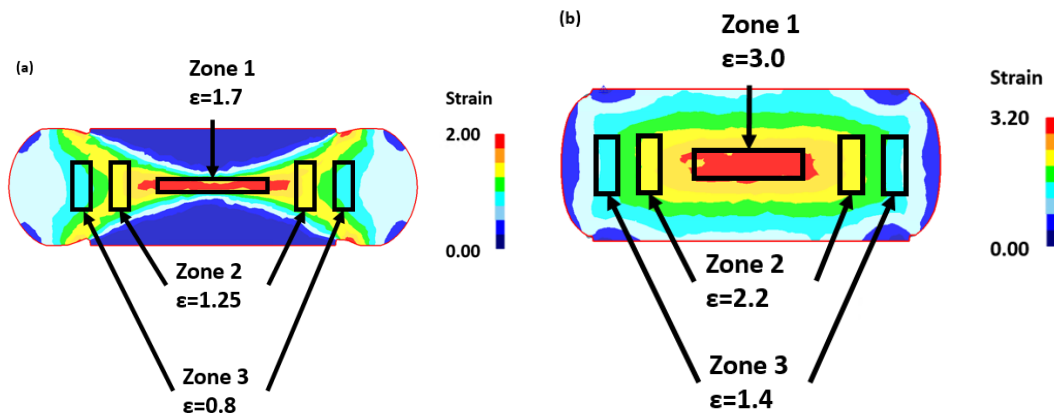 (a)
Zone 1
ε=1.7
Strain
2.00
0.00
Zone 2
ε=1.25
Zone 3
ε=0.8
(b)
Zone 1
ε=3.0
Strain
3.20
0.00
Zone 2
ε=2.2
Zone 3
ε=1.4